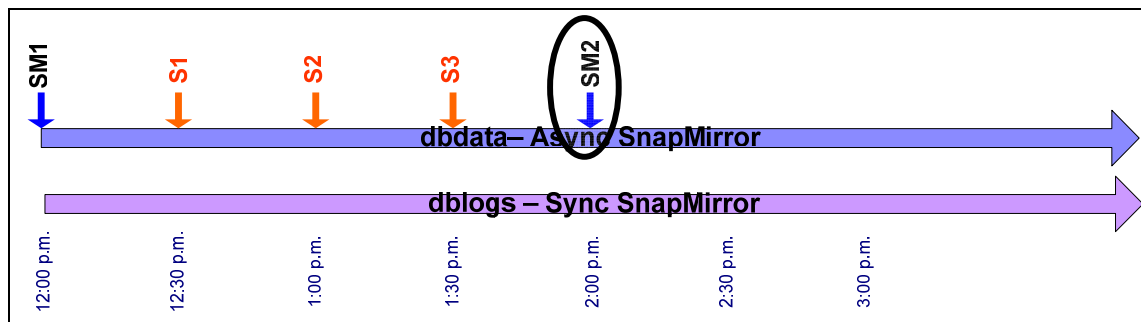 SM1
S1
S2
S3
SM2
dbdata– Async SnapMirror
dblogs – Sync SnapMirror
12:00 p.m.
12:30 p.m.
1:00 p.m.
1:30 p.m.
2:00 p.m.
2:30 p.m.
3:00 p.m.